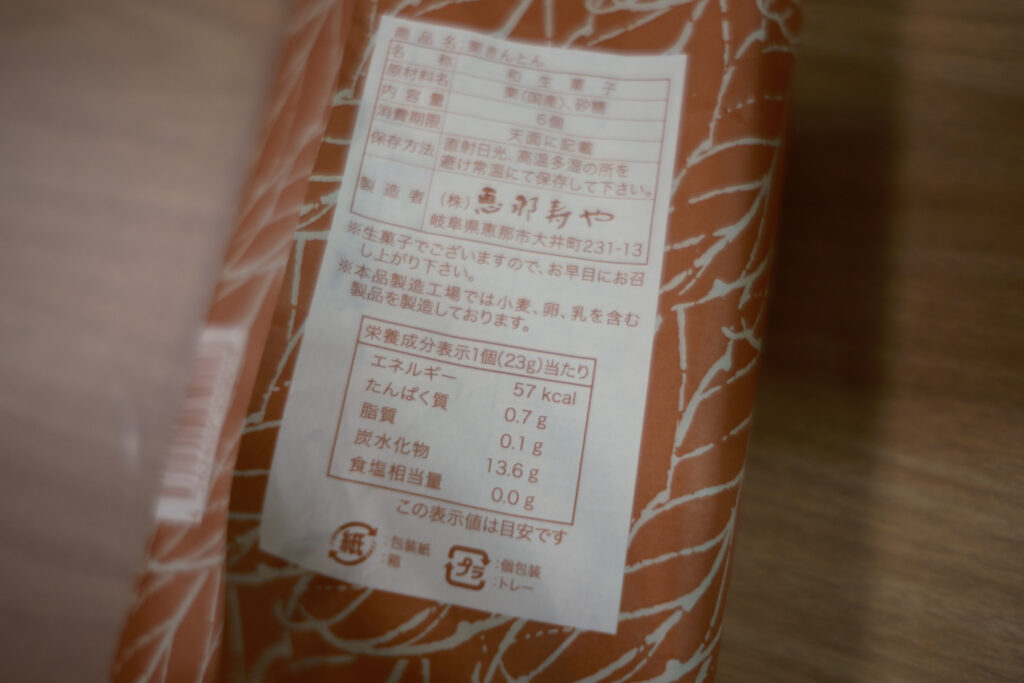 商品名:栗きんとん
名称 和生菓子
原材料名 栗(国産)、砂糖
内容量 6個
消費期限 天面に記載
保存方法 直射日光、高温多湿の所を
避け常温にて保存して下さい。
製造者 (株)恵那寿や
岐阜県恵那市大井町231-13
※生菓子でございますので、お早目にお召
し上がり下さい。
※本品製造工場では小麦、卵、乳を含む
製品を製造しております。
栄養成分表示1個(23g)当たり
エネルギー 57 kcal
たんぱく質 0.7 g
脂質 0.1 g
炭水化物 13.6 g
食塩相当量 0.0 g
この表示値は目安です
紙 :包装紙
:箱
プラ :個包装
:トレー